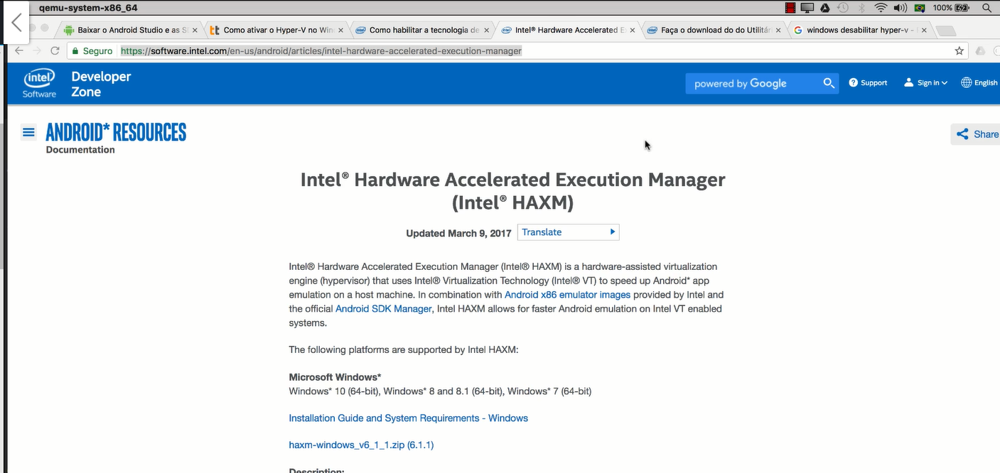 qemu-system-x86_64
100%
Baixar o Android Studio e as S
Como ativar o Hyper-V no Win
Como habilitar a tecnologia de
Intel® Hardware Accelerated E
Faça o download do do Utilitár
windows desabilitar hyper-v -
Seguro
https://software.intel.com/en-us/android/articles/intel-hardware-accelerated-execution-manager
intel
Software
Developer
Zone
powered by Google
Support
Sign in
English
ANDROID* RESOURCES
Documentation
Share
Intel® Hardware Accelerated Execution Manager
(Intel® HAXM)
Updated March 9, 2017
Translate
Intel® Hardware Accelerated Execution Manager (Intel® HAXM) is a hardware-assisted virtualization
engine (hypervisor) that uses Intel® Virtualization Technology (Intel® VT) to speed up Android* app
emulation on a host machine. In combination with Android x86 emulator images provided by Intel and
the official Android SDK Manager, Intel HAXM allows for faster Android emulation on Intel VT enabled
systems.
The following platforms are supported by Intel HAXM:
Microsoft Windows*
Windows* 10 (64-bit), Windows* 8 and 8.1 (64-bit), Windows* 7 (64-bit)
Installation Guide and System Requirements - Windows
haxm-windows_v6_1_1.zip (6.1.1)
Description: